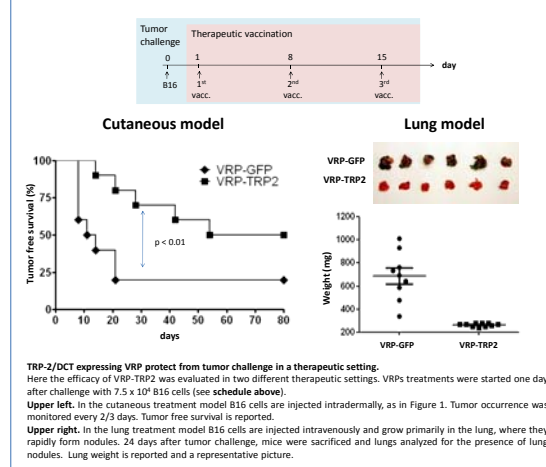 Tumor
challenge
Therapeutic vaccination
0 1 8 15
day
B16 1st 2nd 3rd
vacc. vacc. vacc.
Cutaneous model
Lung model
VRP-GFP
VRP-TRP2
Tumor free survival (%)
100
75
50
25
0
VRP-GFP
VRP-TRP2
p < 0.01
0 10 20 30 40 50 60 70 80
days
Weight (mg)
1200
1000
800
600
400
200
VRP-GFP VRP-TRP2
TRP-2/DCT expressing VRP protect from tumor challenge in a therapeutic setting.
Here the efficacy of VRP-TRP2 was evaluated in two different therapeutic settings. VRPs treatments were started one day
after challenge with 7.5 x 10⁴ B16 cells (see schedule above).
Upper left. In the cutaneous treatment model B16 cells are injected intradermally, as in Figure 1. Tumor occurrence was
monitored every 2/3 days. Tumor free survival is reported.
Upper right. In the lung treatment model B16 cells are injected intravenously and grow primarily in the lung, where they
rapidly form nodules. 24 days after tumor challenge, mice were sacrificed and lungs analyzed for the presence of lung
nodules. Lung weight is reported and a representative picture.